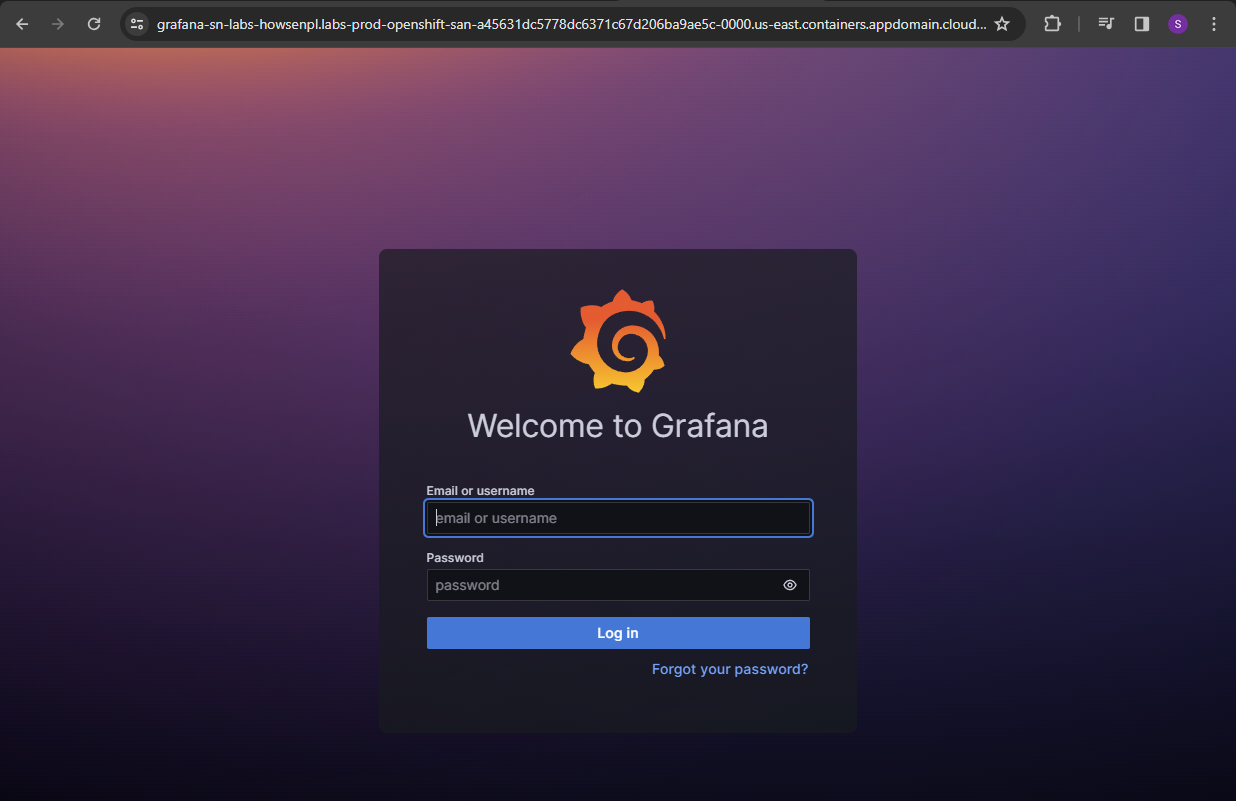 grafana-sn-labs-howsenpl.labs-prod-openshift-san-a45631dc5778dc6371c67d206ba9ae5c-0000.us-east.containers.appdomain.cloud...
S
Welcome to Grafana
Email or username
email or username
Password
password
Log in
Forgot your password?